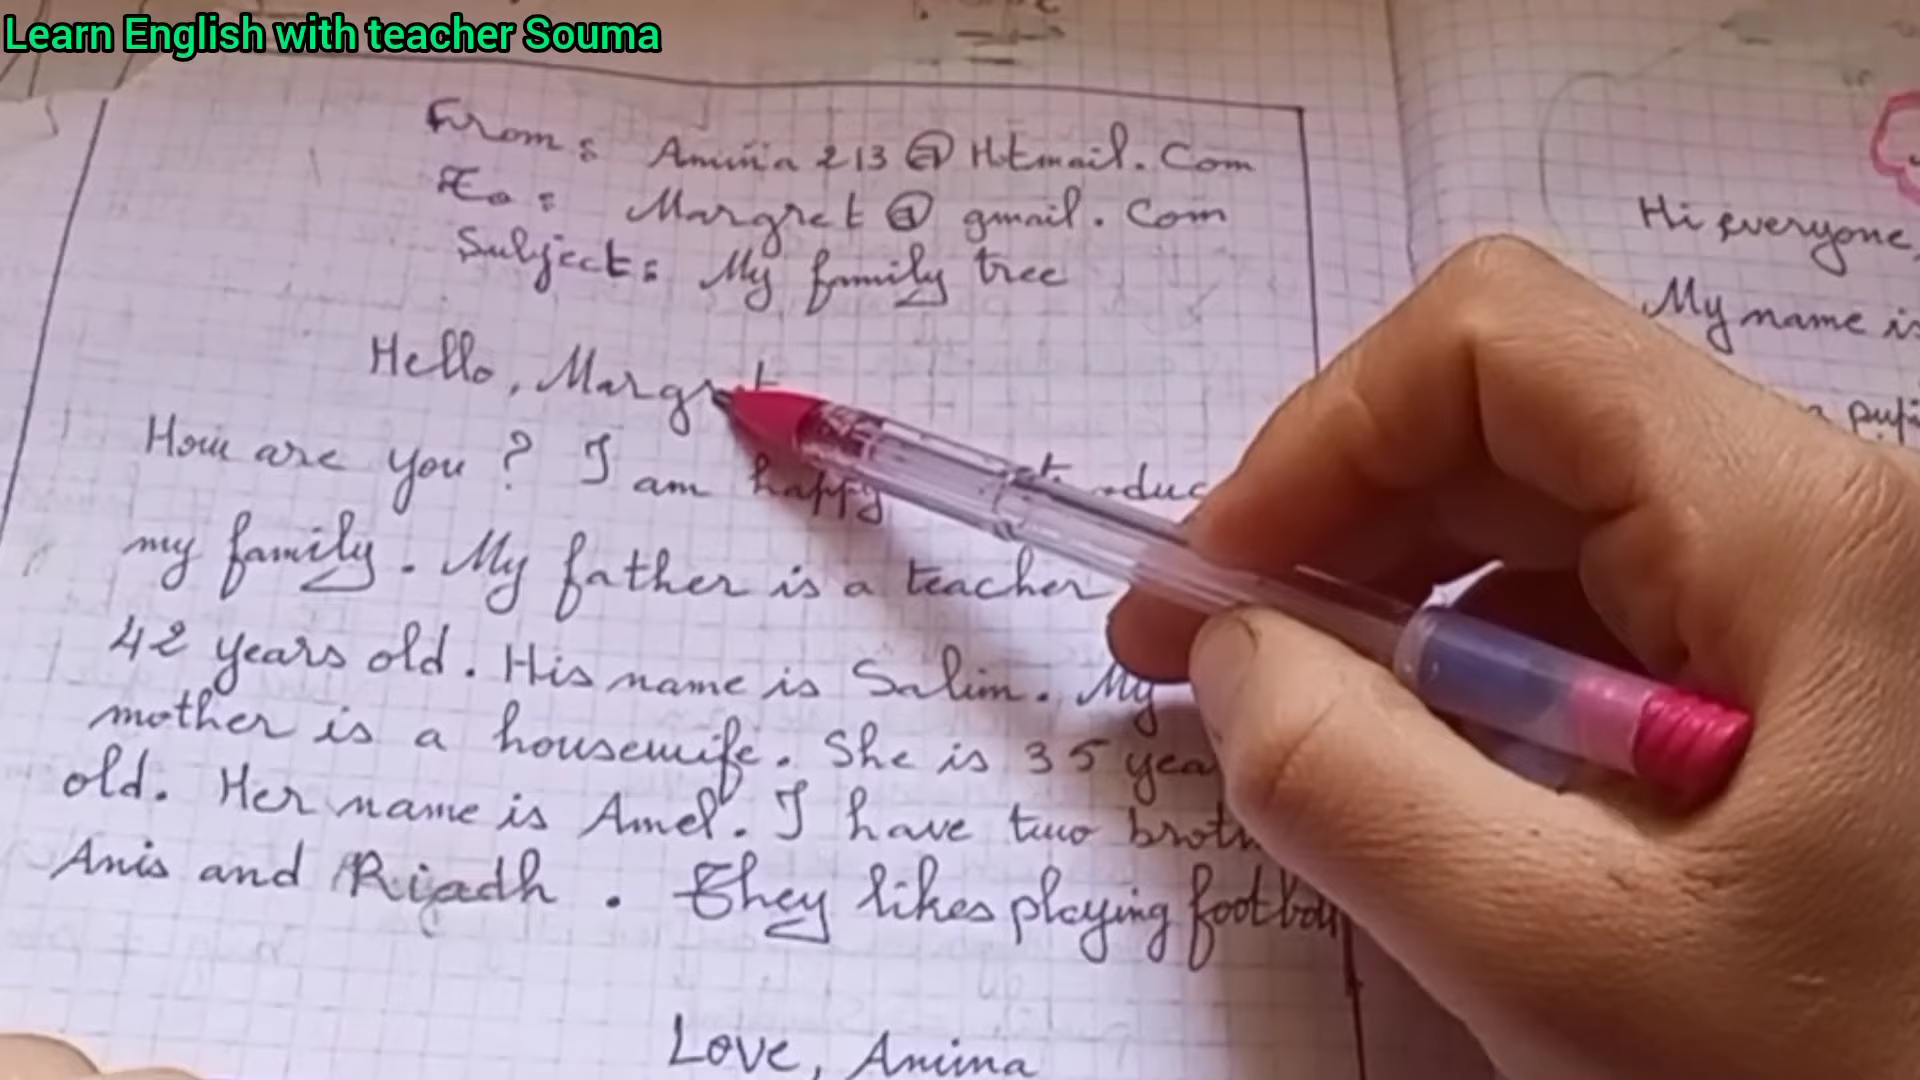 Learn English with teacher Souma
From: Amina 213@Hotmail.Com
To: Margret@gmail.Com
Subject: My family tree
Hello, Margret
How are you? I am happy
my family. My father is a teacher
42 years old. His name is Salim. My
mother is a housewife. She is 35
old. Her name is Amel. I have two
Anis and Riadh. They likes playing
Love, Amina
Hi everyone,
My name is